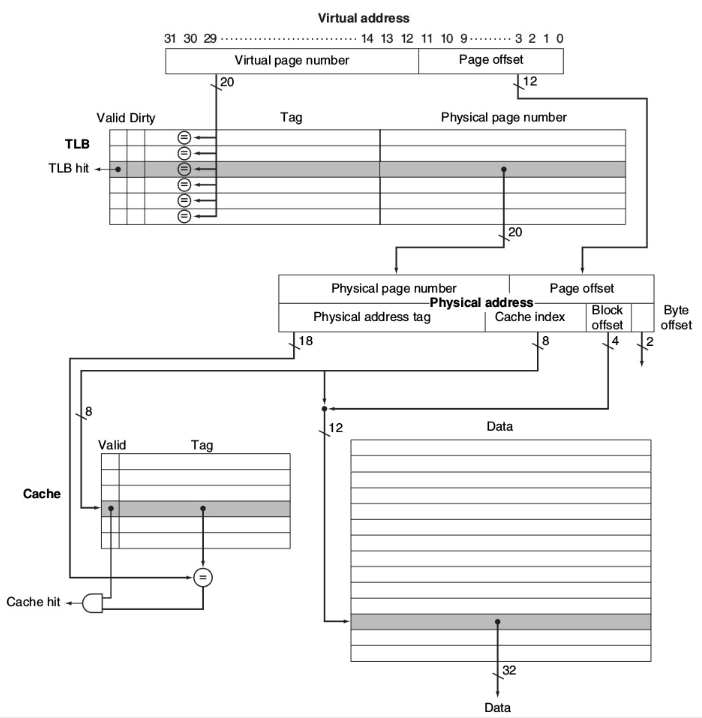 Virtual address
31 30 29 ··················· 14 13 12 11 10 9 ········ 3 2 1 0
Virtual page number Page offset
20 12
Valid Dirty Tag Physical page number
TLB
=
=
TLB hit =
=
=
=
20
Physical page number Page offset
Physical address
Physical address tag Cache index Block offset Byte offset
18 8 4 2
8
12
Data
Valid Tag
Cache
=
Cache hit
32
Data